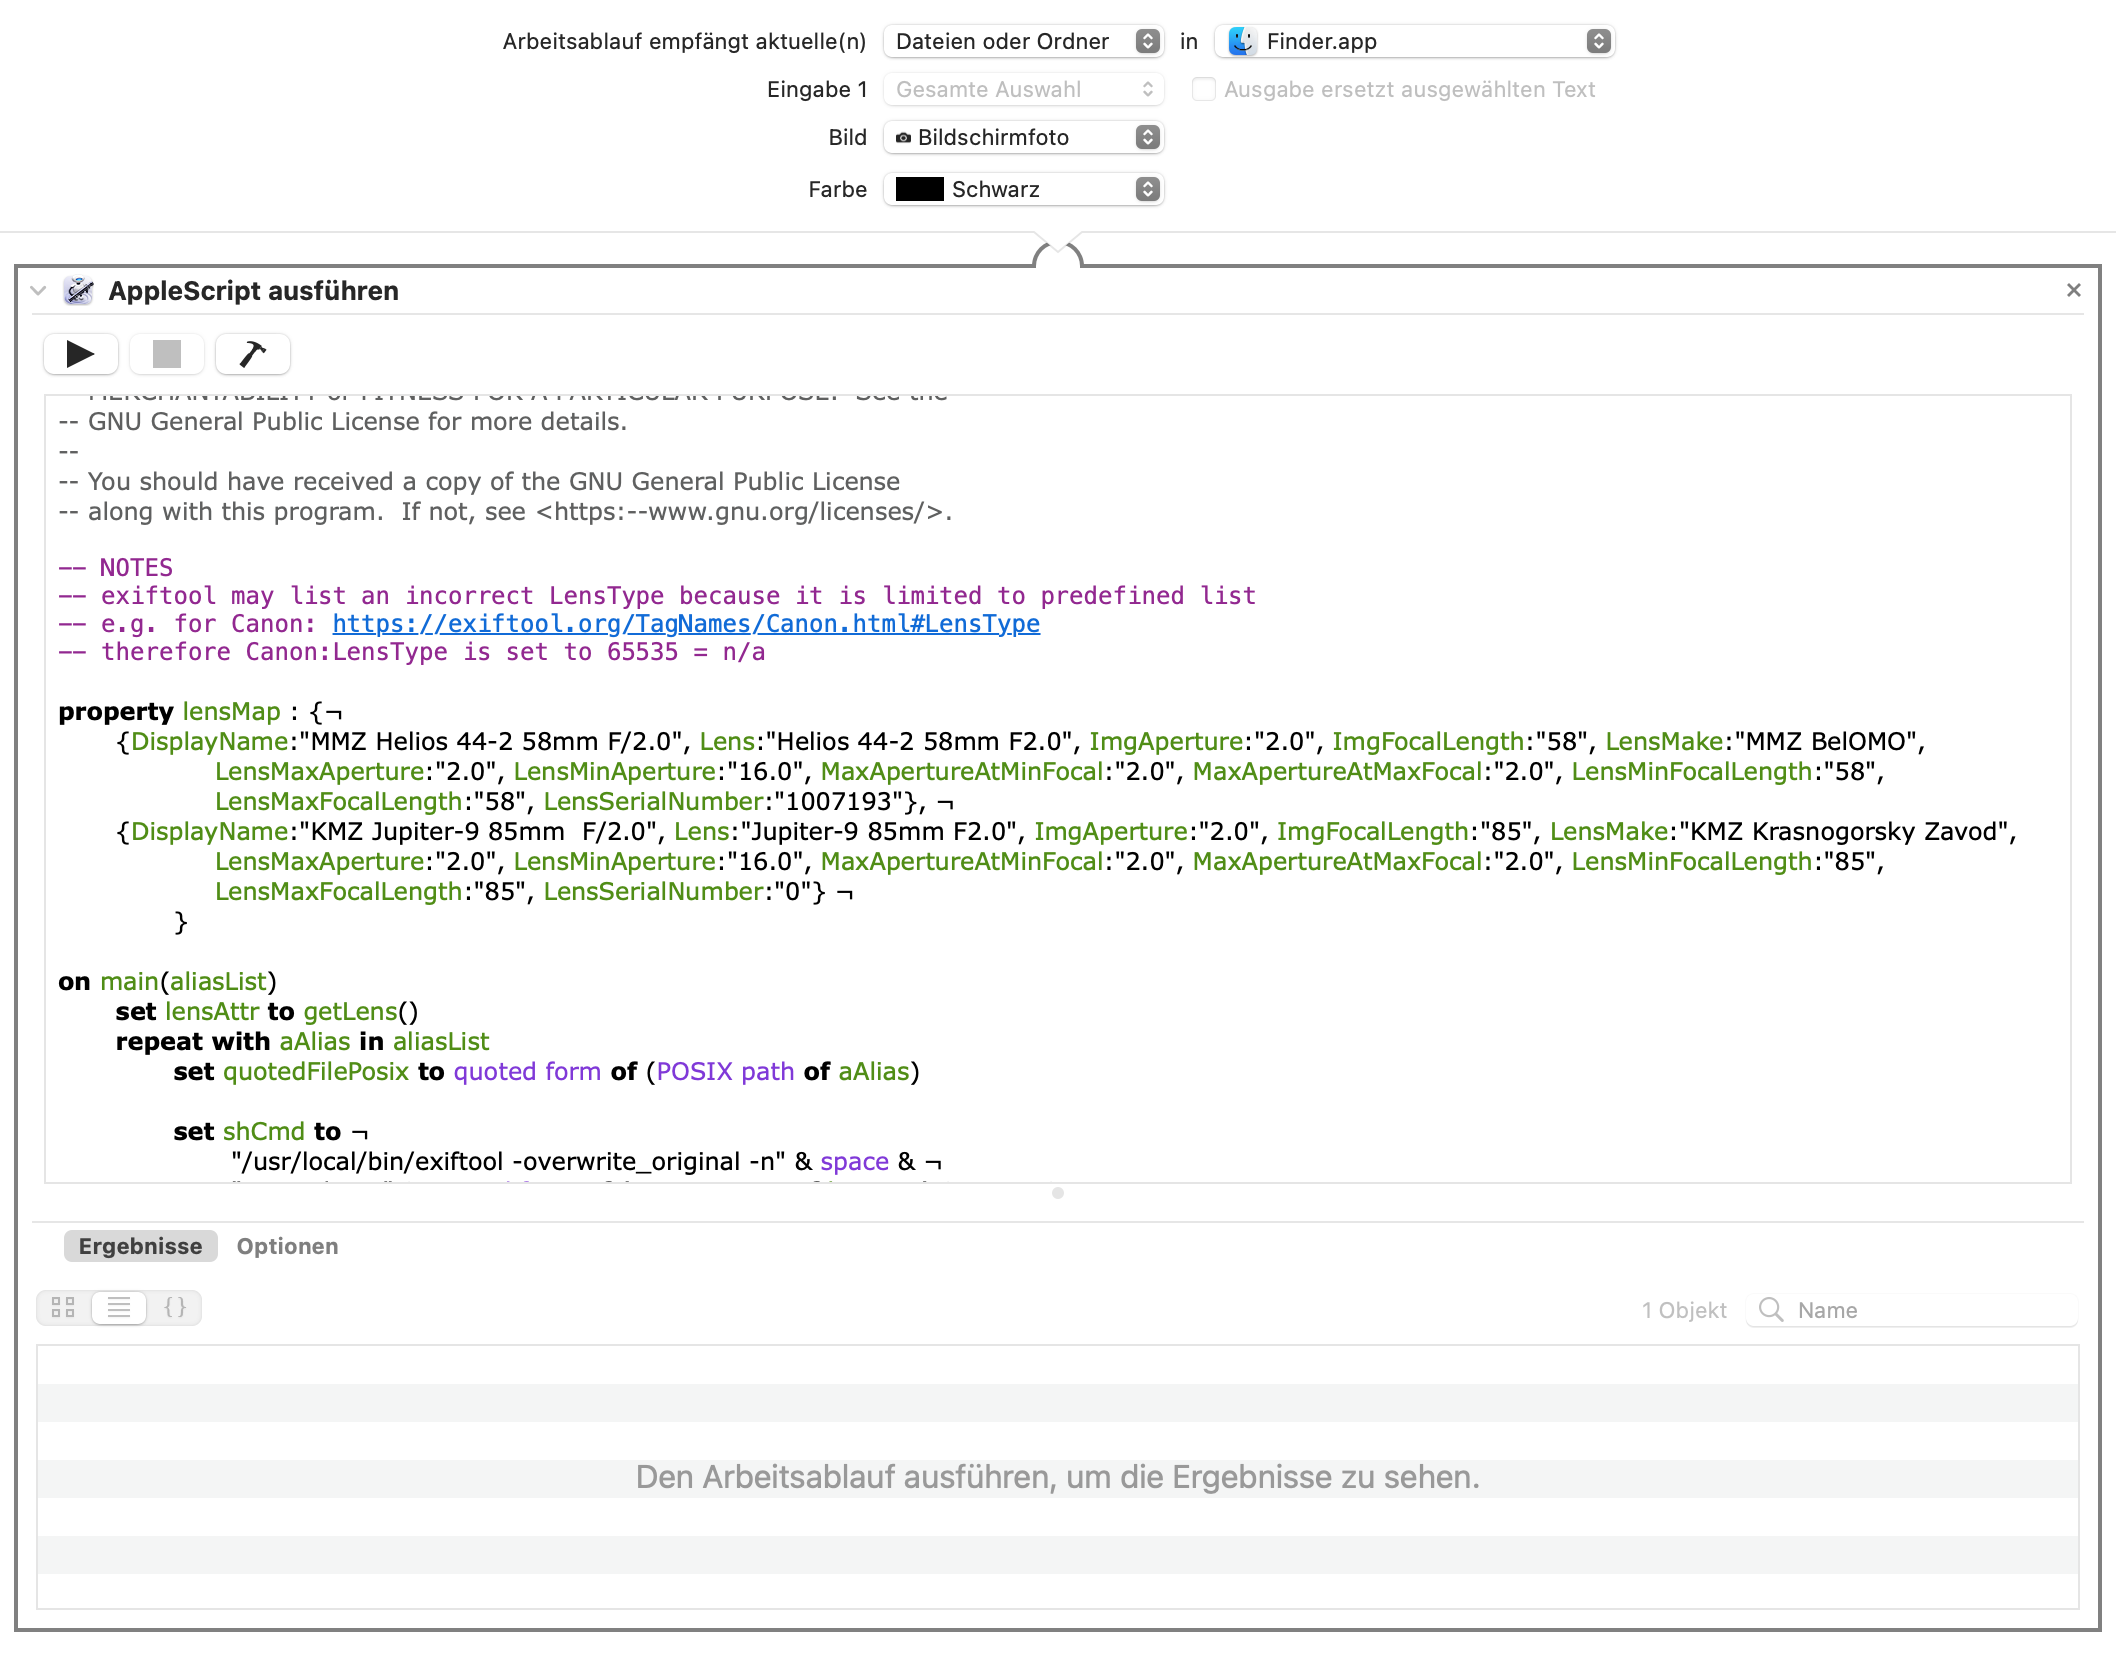 Arbeitsablauf empfängt aktuelle(n) Dateien oder Ordner in Finder.app
Eingabe 1 Gesamte Auswahl Ausgabe ersetzt ausgewählten Text
Bild Bildschirmfoto
Farbe Schwarz
AppleScript ausführen
MERCHANTABILITY or FITNESS FOR A PARTICULAR PURPOSE.  See the
-- GNU General Public License for more details.
--
-- You should have received a copy of the GNU General Public License
-- along with this program.  If not, see <https:--www.gnu.org/licenses/>.
-- NOTES
-- exiftool may list an incorrect LensType because it is limited to predefined list
-- e.g. for Canon: https://exiftool.org/TagNames/Canon.html#LensType
-- therefore Canon:LensType is set to 65535 = n/a
property lensMap : {¬
{DisplayName:"MMZ Helios 44-2 58mm F/2.0", Lens:"Helios 44-2 58mm F2.0", ImgAperture:"2.0", ImgFocalLength:"58", LensMake:"MMZ BelOMO",
LensMaxAperture:"2.0", LensMinAperture:"16.0", MaxApertureAtMinFocal:"2.0", MaxApertureAtMaxFocal:"2.0", LensMinFocalLength:"58",
LensMaxFocalLength:"58", LensSerialNumber:"1007193"}, ¬
{DisplayName:"KMZ Jupiter-9 85mm  F/2.0", Lens:"Jupiter-9 85mm F2.0", ImgAperture:"2.0", ImgFocalLength:"85", LensMake:"KMZ Krasnogorsky Zavod",
LensMaxAperture:"2.0", LensMinAperture:"16.0", MaxApertureAtMinFocal:"2.0", MaxApertureAtMaxFocal:"2.0", LensMinFocalLength:"85",
LensMaxFocalLength:"85", LensSerialNumber:"0"} ¬
}
on main(aliasList)
set lensAttr to getLens()
repeat with aAlias in aliasList
set quotedFilePosix to quoted form of (POSIX path of aAlias)
set shCmd to ¬
"/usr/local/bin/exiftool -overwrite_original -n" & space & ¬
Ergebnisse Optionen
{} 1 Objekt Name
Den Arbeitsablauf ausführen, um die Ergebnisse zu sehen.